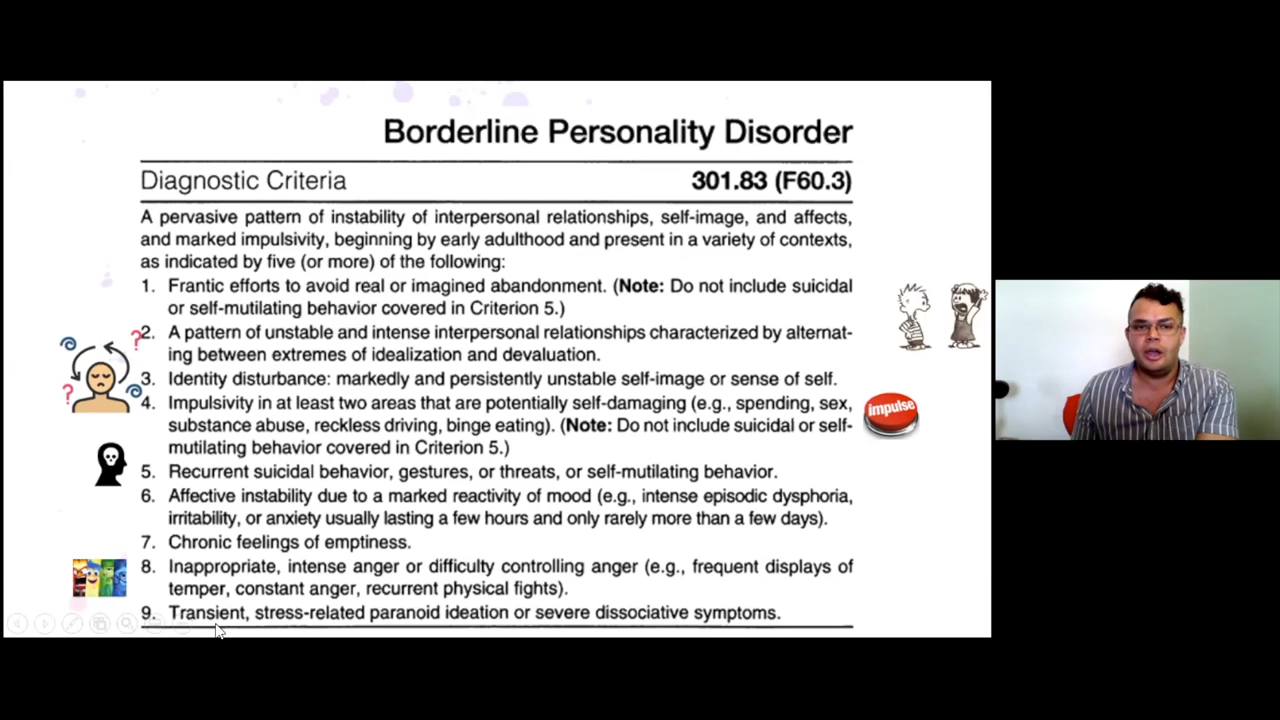 Borderline Personality Disorder
Diagnostic Criteria 301.83 (F60.3)
A pervasive pattern of instability of interpersonal relationships, self-image, and affects,
and marked impulsivity, beginning by early adulthood and present in a variety of contexts,
as indicated by five (or more) of the following:
1. Frantic efforts to avoid real or imagined abandonment. (Note: Do not include suicidal
or self-mutilating behavior covered in Criterion 5.)
2. A pattern of unstable and intense interpersonal relationships characterized by alternat-
ing between extremes of idealization and devaluation.
3. Identity disturbance: markedly and persistently unstable self-image or sense of self.
4. Impulsivity in at least two areas that are potentially self-damaging (e.g., spending, sex,
substance abuse, reckless driving, binge eating). (Note: Do not include suicidal or self-
mutilating behavior covered in Criterion 5.)
impulse
5. Recurrent suicidal behavior, gestures, or threats, or self-mutilating behavior.
6. Affective instability due to a marked reactivity of mood (e.g., intense episodic dysphoria,
irritability, or anxiety usually lasting a few hours and only rarely more than a few days).
7. Chronic feelings of emptiness.
8. Inappropriate, intense anger or difficulty controlling anger (e.g., frequent displays of
temper, constant anger, recurrent physical fights).
9. Transient, stress-related paranoid ideation or severe dissociative symptoms.